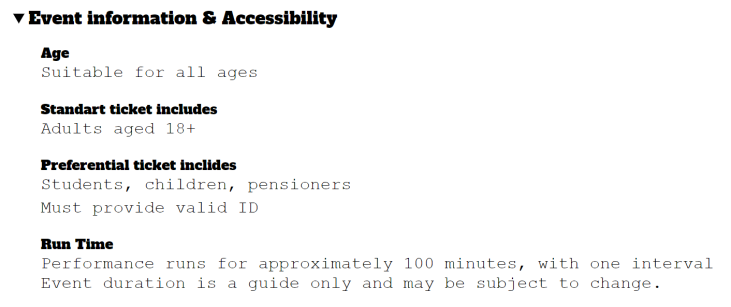 Event information & Accessibility
Age
Suitable for all ages
Standart ticket includes
Adults aged 18+
Preferential ticket inclides
Students, children, pensioners
Must provide valid ID
Run Time
Performance runs for approximately 100 minutes, with one interval
Event duration is a guide only and may be subject to change.